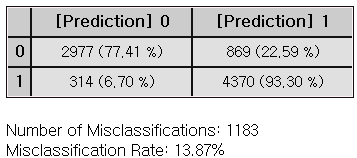 [Prediction] 0 [Prediction] 1
0 2977 (77,41 %) 869 (22,59 %)
1 314 (6,70 %) 4370 (93,30 %)
Number of Misclassifications: 1183
Misclassification Rate: 13,87%